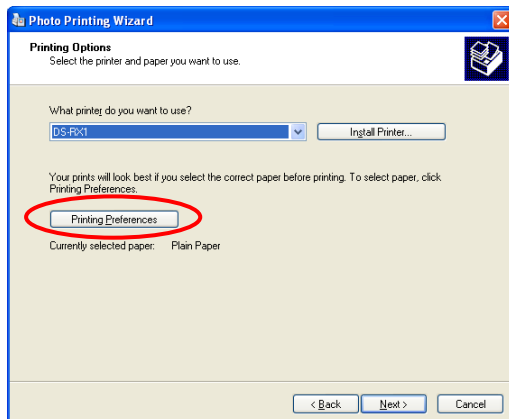 Photo Printing Wizard
Printing Options
Select the printer and paper you want to use.
What printer do you want to use?
DS-RX1
Install Printer...
Your prints will look best if you select the correct paper before printing. To select paper, click
Printing Preferences.
Printing Preferences
Currently selected paper: Plain Paper
< Back Next > Cancel